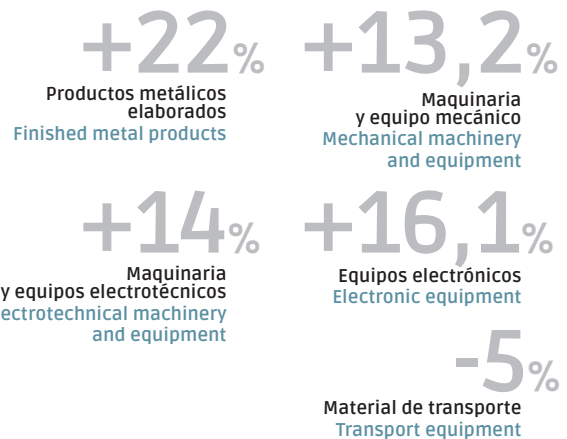 +22%
Productos metálicos
elaborados
Finished metal products
+13,2%
Maquinaria
y equipo mecánico
Mechanical machinery
and equipment
+14%
Maquinaria
y equipos electrotécnicos
ectrotechnical machinery
and equipment
+16,1%
Equipos electrónicos
Electronic equipment
-5%
Material de transporte
Transport equipment